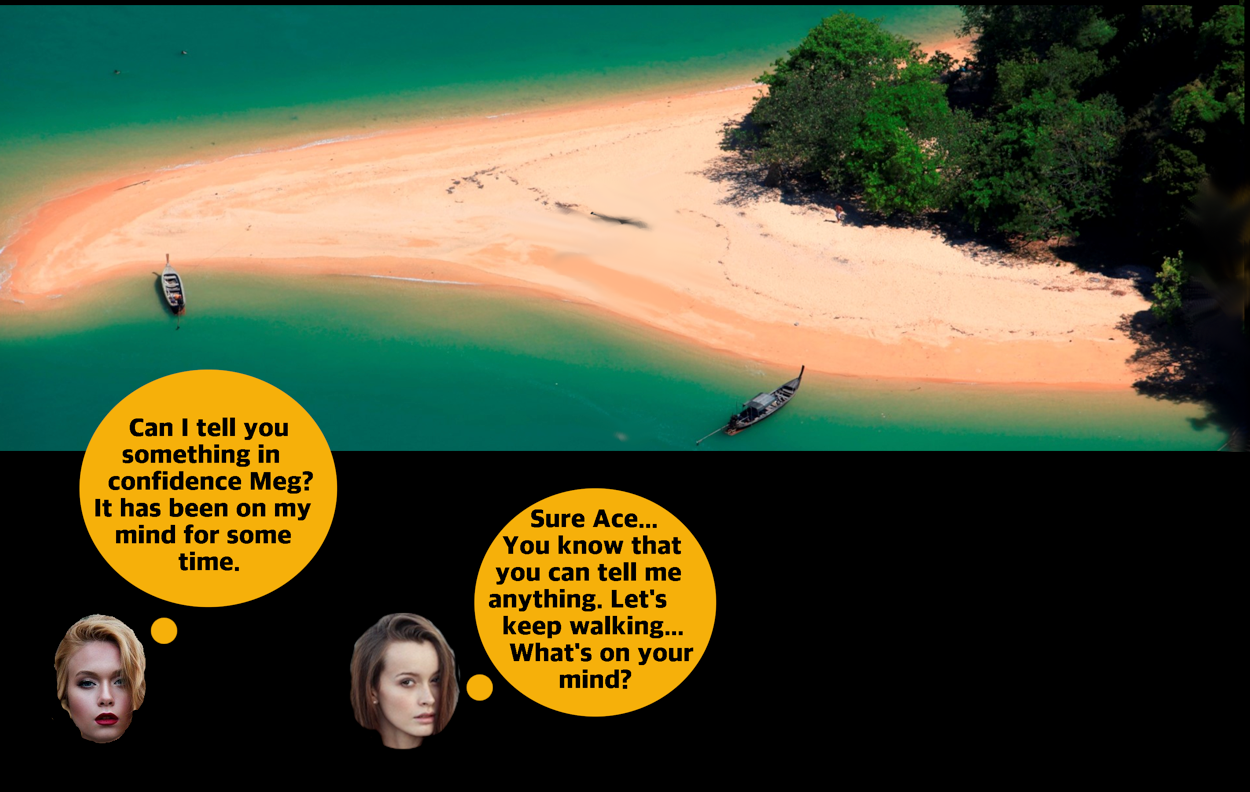 Can I tell you
something in
confidence Meg?
It has been on my
mind for some
time.
Sure Ace...
You know that
you can tell me
anything. Let's
keep walking...
What's on your
mind?